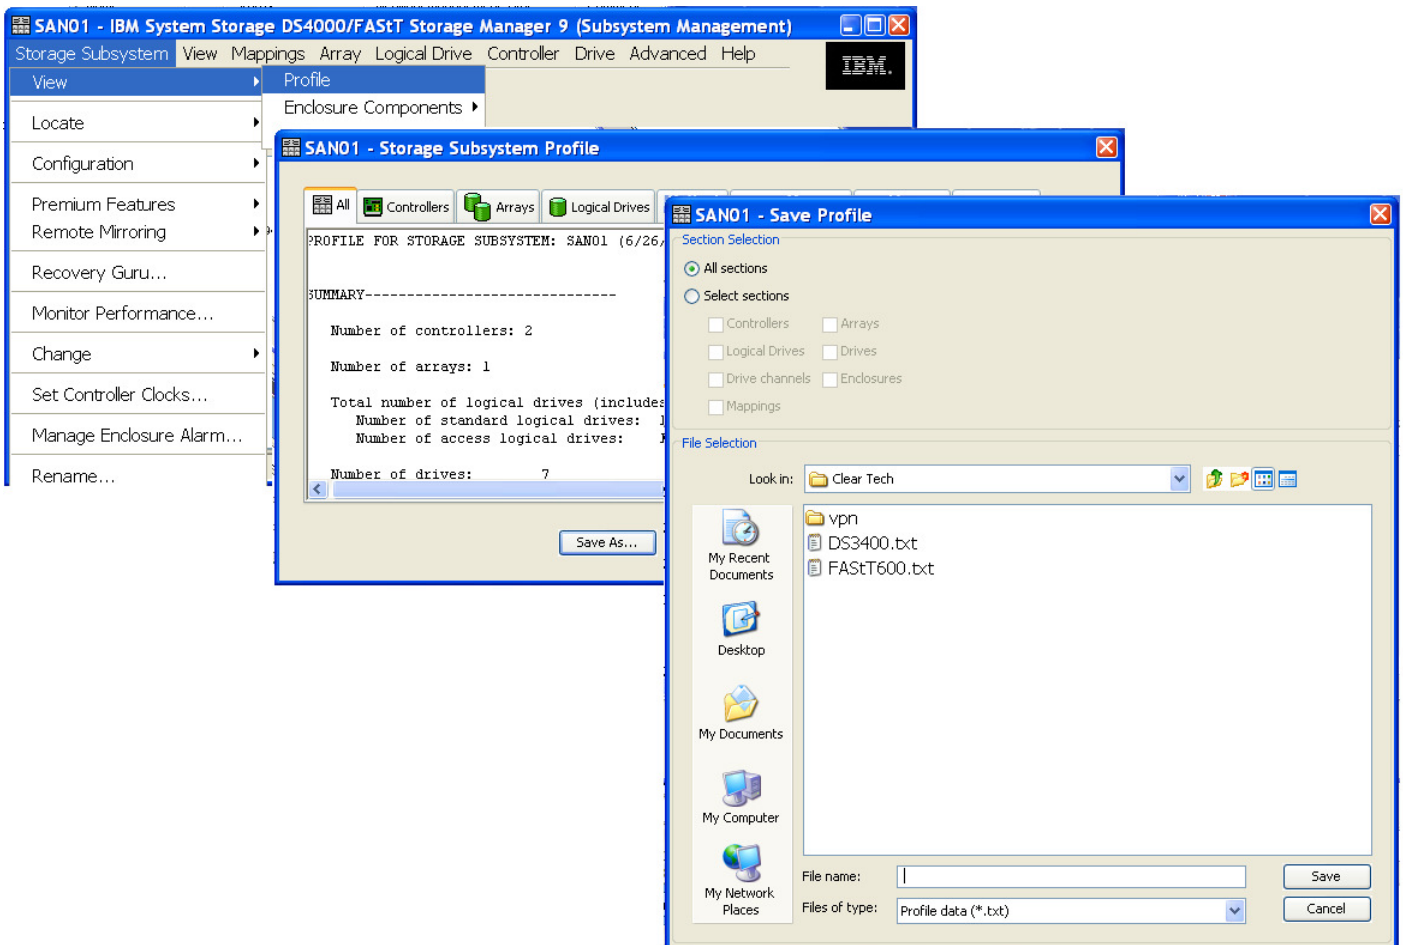 SAN01 - IBM System Storage DS4000/FAStT Storage Manager 9 (Subsystem Management)
Storage Subsystem View Mappings Array Logical Drive Controller Drive Advanced Help
IBM.
View
Profile
Enclosure Components
Locate
Configuration
Premium Features
Remote Mirroring
Recovery Guru...
Monitor Performance...
Change
Set Controller Clocks...
Manage Enclosure Alarm...
Rename...
SAN01 - Storage Subsystem Profile
All Controllers Arrays Logical Drives
PROFILE FOR STORAGE SUBSYSTEM: SAN01 (6/26/
SUMMARY------------------------------
Number of controllers: 2
Number of arrays: 1
Total number of logical drives (includes
Number of standard logical drives:
Number of access logical drives:
Number of drives: 7
Save As...
SAN01 - Save Profile
Section Selection
All sections
Select sections
Controllers Arrays
Logical Drives Drives
Drive channels Enclosures
Mappings
File Selection
Look in: Clear Tech
vpn
DS3400.txt
FAStT600.txt
My Recent
Documents
Desktop
My Documents
My Computer
My Network
Places
File name:
Save
Files of type: Profile data (*.txt)
Cancel